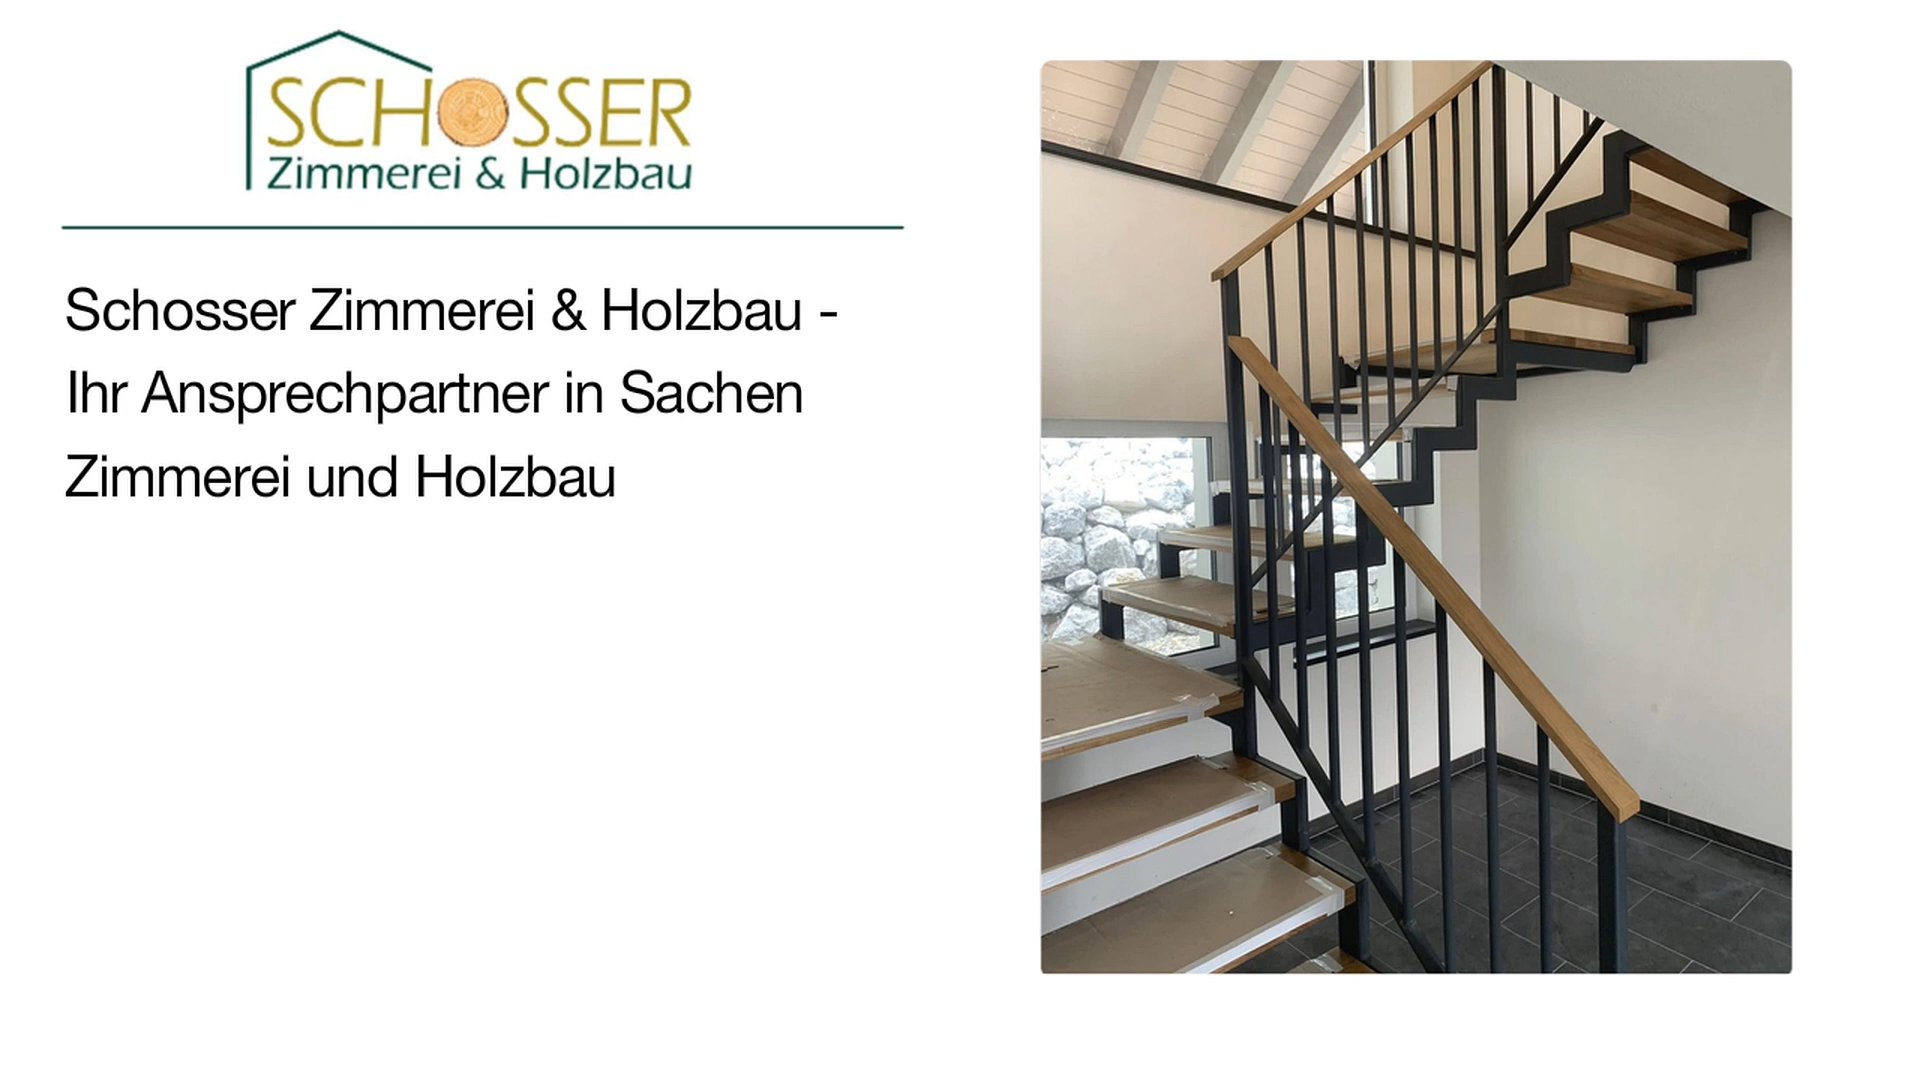 SCHOSSER
Zimmerei & Holzbau
Schosser Zimmerei & Holzbau -
Ihr Ansprechpartner in Sachen
Zimmerei und Holzbau